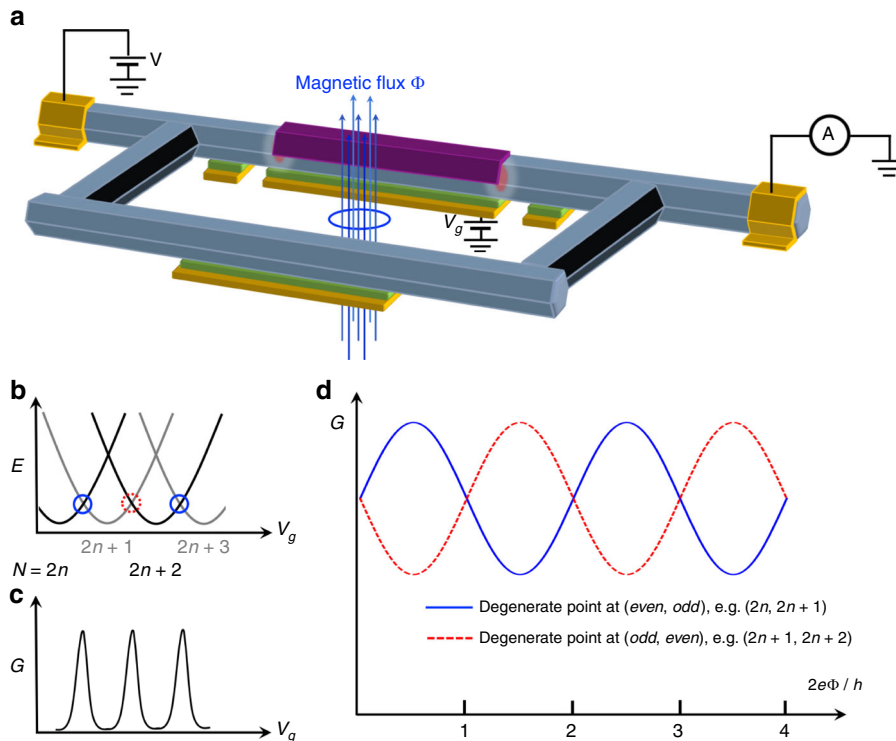 a
V
Magnetic flux Φ
A
Vg
b
E
Vg
2n + 1
2n + 3
N = 2n
2n + 2
c
G
Vg
d
G
Degenerate point at (even, odd), e.g. (2n, 2n + 1)
Degenerate point at (odd, even), e.g. (2n + 1, 2n + 2)
2eΦ / h
1 2 3 4